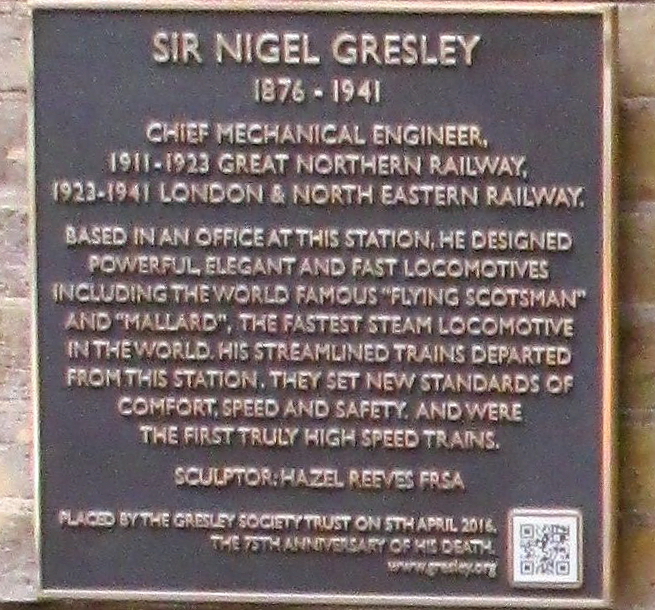 SIR NIGEL GRESLEY
1876 - 1941
CHIEF MECHANICAL ENGINEER,
1911-1923 GREAT NORTHERN RAILWAY,
1923-1941 LONDON & NORTH EASTERN RAILWAY.
BASED IN AN OFFICE AT THIS STATION, HE DESIGNED
POWERFUL, ELEGANT AND FAST LOCOMOTIVES
INCLUDING THE WORLD FAMOUS "FLYING SCOTSMAN"
AND "MALLARD", THE FASTEST STEAM LOCOMOTIVE
IN THE WORLD. HIS STREAMLINED TRAINS DEPARTED
FROM THIS STATION. THEY SET NEW STANDARDS OF
COMFORT, SPEED AND SAFETY, AND WERE
THE FIRST TRULY HIGH SPEED TRAINS.
SCULPTOR: HAZEL REEVES FRSA
PLACED BY THE GRESLEY SOCIETY TRUST ON 5TH APRIL 2016,
THE 75TH ANNIVERSARY OF HIS DEATH.
www.gresley.org